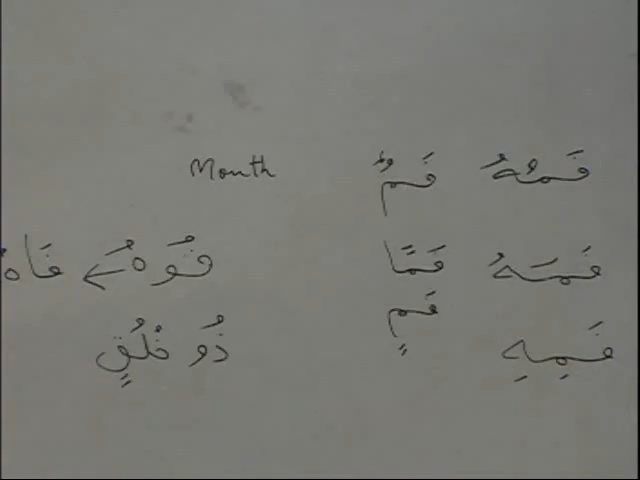 Mouth فَمٌ فَمُهُ
فُوهُ ← فَاهُ فَمًا فَمَهُ
فَمٍ
ذُو خُلُقٍ فَمِهِ